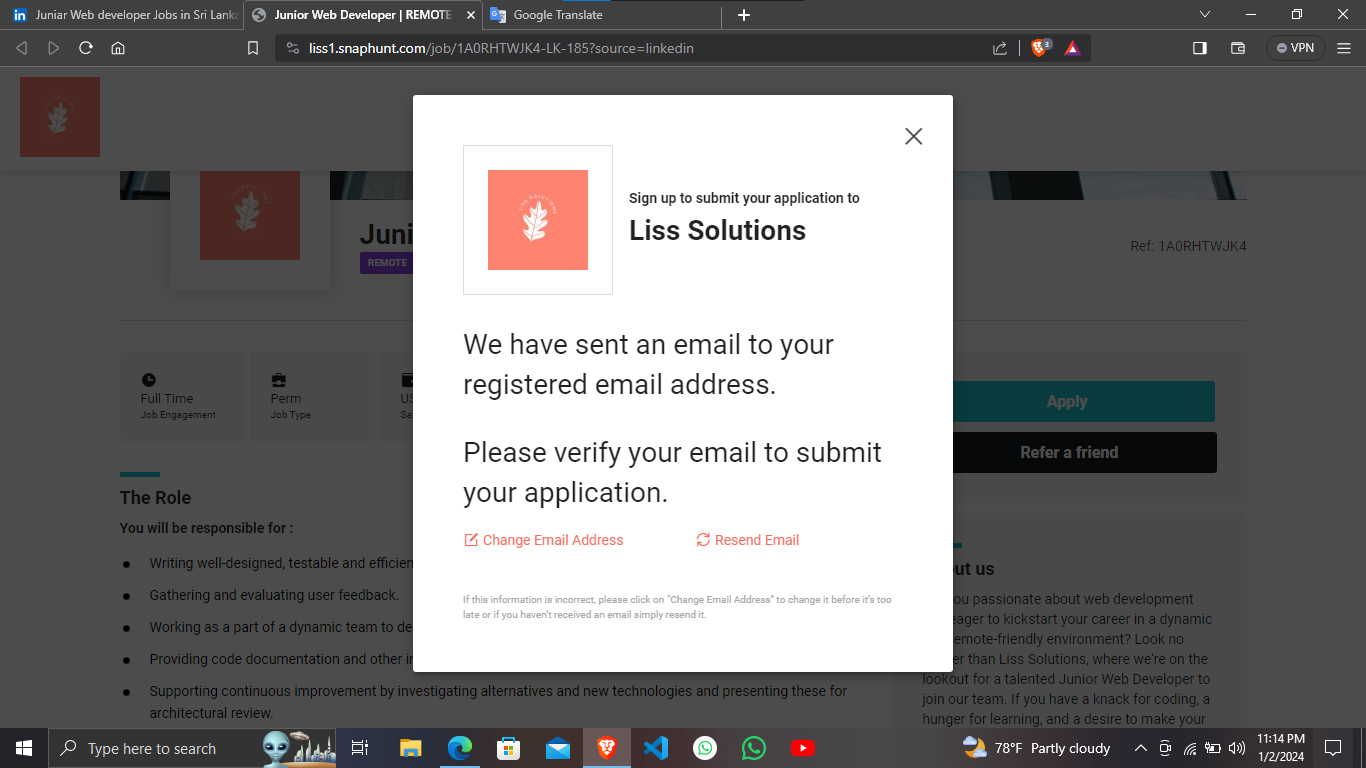 Juniar Web developer Jobs in Sri Lank
Junior Web Developer | REMOTE
Google Translate
liss1.snaphunt.com/job/1A0RHTWJK4-LK-185?source=linkedin
3
VPN
Sign up to submit your application to
Liss Solutions
Juni
REMOTE
Ref: 1A0RHTWJK4
We have sent an email to your
registered email address.
Full Time
Job Engagement
Perm
Job Type
US
Sa
Apply
Refer a friend
Please verify your email to submit
your application.
Change Email Address
Resend Email
If this information is incorrect, please click on "Change Email Address" to change it before it's too
late or if you haven't received an email simply resend it.
The Role
You will be responsible for :
Writing well-designed, testable and efficien
Gathering and evaluating user feedback.
Working as a part of a dynamic team to de
Providing code documentation and other in
Supporting continuous improvement by investigating alternatives and new technologies and presenting these for
architectural review.
ut us
ou passionate about web development
eager to kickstart your career in a dynamic
emote-friendly environment? Look no
er than Liss Solutions, where we're on the
lookout for a talented Junior Web Developer to
join our team. If you have a knack for coding, a
hunger for learning, and a desire to make your
Type here to search
78°F Partly cloudy
11:14 PM
1/2/2024